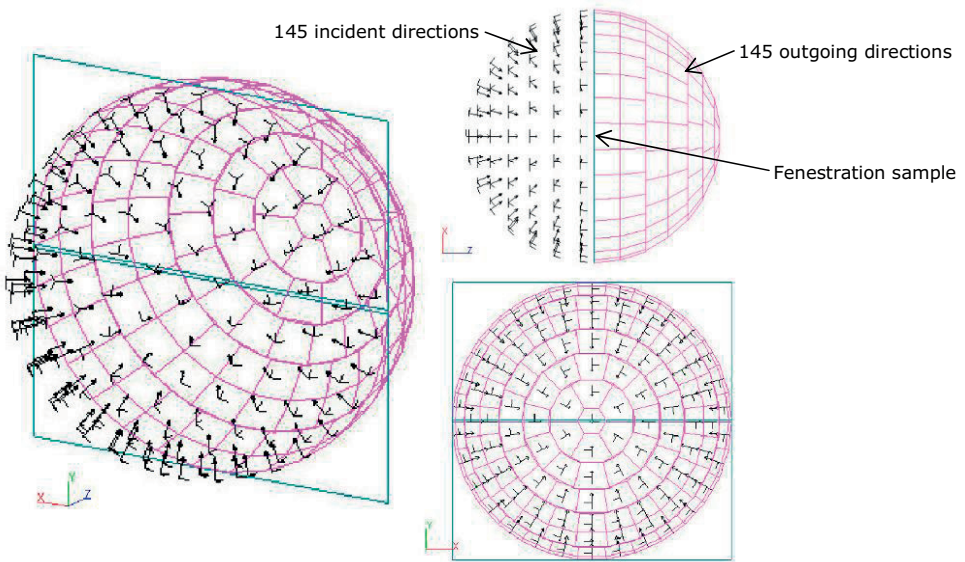 145 incident directions
145 outgoing directions
Fenestration sample
X
Z
X
Y
Z
Y
X